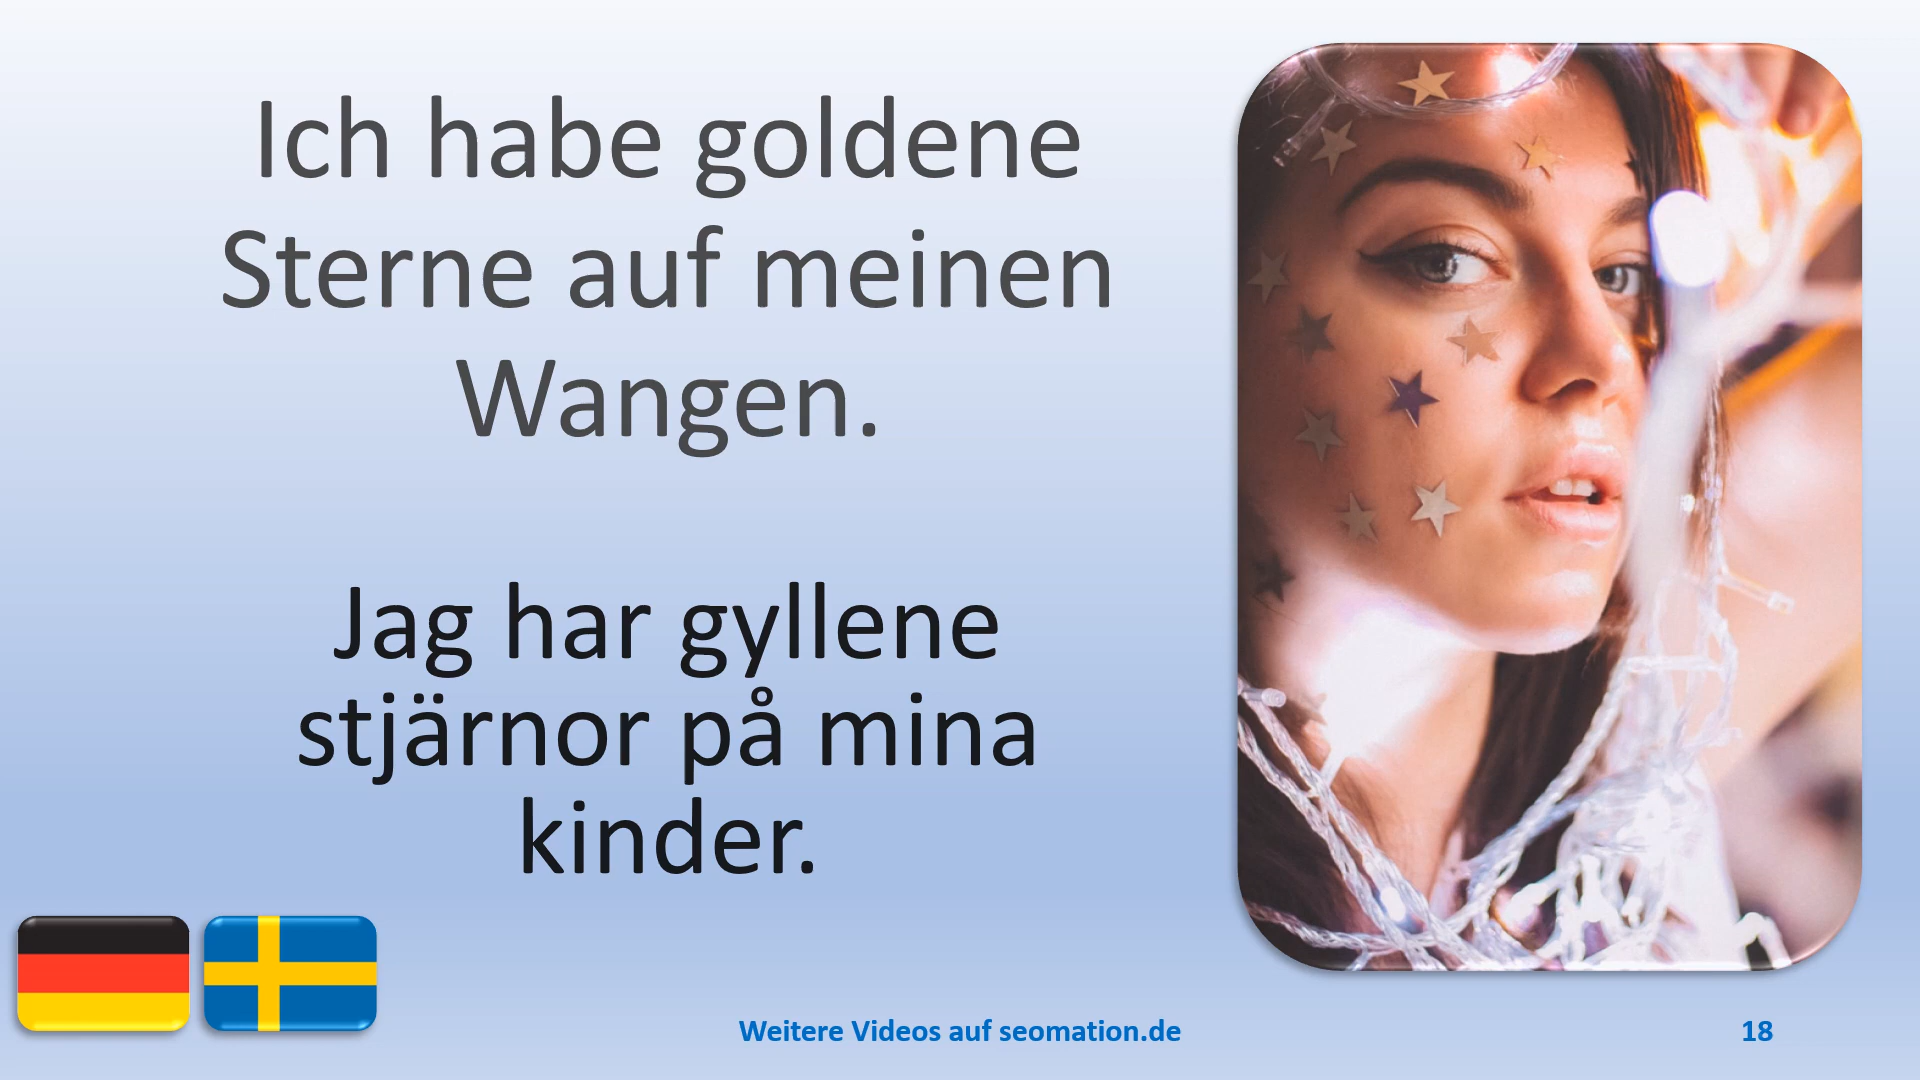 Ich habe goldene
Sterne auf meinen
Wangen.
Jag har gyllene
stjärnor på mina
kinder.
Weitere Videos auf seomation.de
18